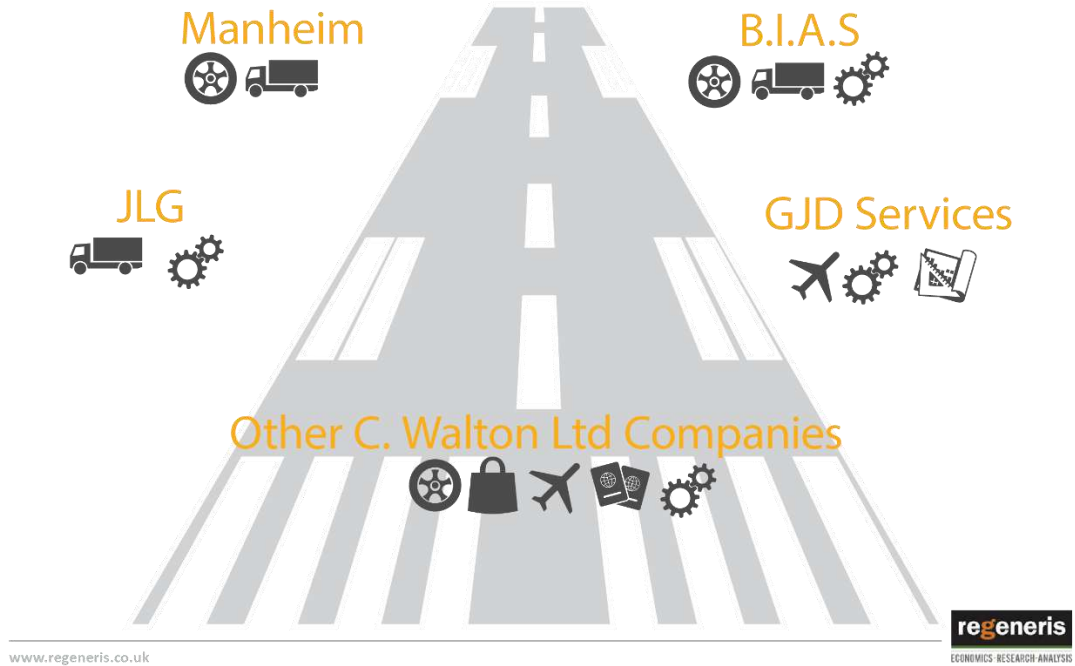 Manheim
B.I.A.S
JLG
GJD Services
Other C. Walton Ltd Companies
www.regeneris.co.uk
regeneris
ECONOMICS·RESEARCH·ANALYSIS